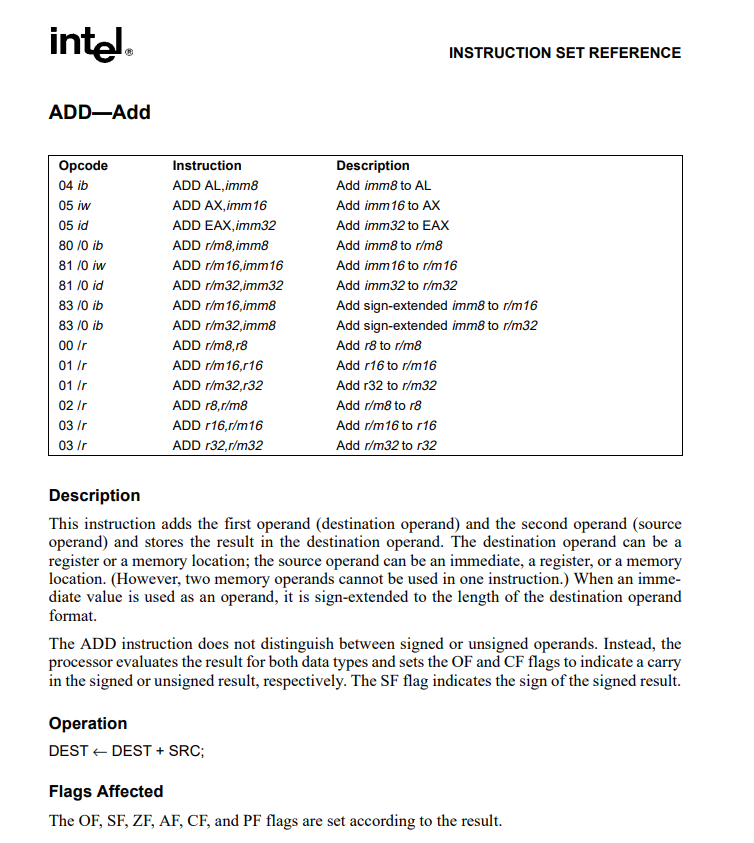 intel®
INSTRUCTION SET REFERENCE
ADD—Add
Opcode Instruction Description
04 ib ADD AL,imm8 Add imm8 to AL
05 iw ADD AX,imm16 Add imm16 to AX
05 id ADD EAX,imm32 Add imm32 to EAX
80 /0 ib ADD r/m8,imm8 Add imm8 to r/m8
81 /0 iw ADD r/m16,imm16 Add imm16 to r/m16
81 /0 id ADD r/m32,imm32 Add imm32 to r/m32
83 /0 ib ADD r/m16,imm8 Add sign-extended imm8 to r/m16
83 /0 ib ADD r/m32,imm8 Add sign-extended imm8 to r/m32
00 /r ADD r/m8,r8 Add r8 to r/m8
01 /r ADD r/m16,r16 Add r16 to r/m16
01 /r ADD r/m32,r32 Add r32 to r/m32
02 /r ADD r8,r/m8 Add r/m8 to r8
03 /r ADD r16,r/m16 Add r/m16 to r16
03 /r ADD r32,r/m32 Add r/m32 to r32
Description
This instruction adds the first operand (destination operand) and the second operand (source
operand) and stores the result in the destination operand. The destination operand can be a
register or a memory location; the source operand can be an immediate, a register, or a memory
location. (However, two memory operands cannot be used in one instruction.) When an imme-
diate value is used as an operand, it is sign-extended to the length of the destination operand
format.
The ADD instruction does not distinguish between signed or unsigned operands. Instead, the
processor evaluates the result for both data types and sets the OF and CF flags to indicate a carry
in the signed or unsigned result, respectively. The SF flag indicates the sign of the signed result.
Operation
DEST ← DEST + SRC;
Flags Affected
The OF, SF, ZF, AF, CF, and PF flags are set according to the result.